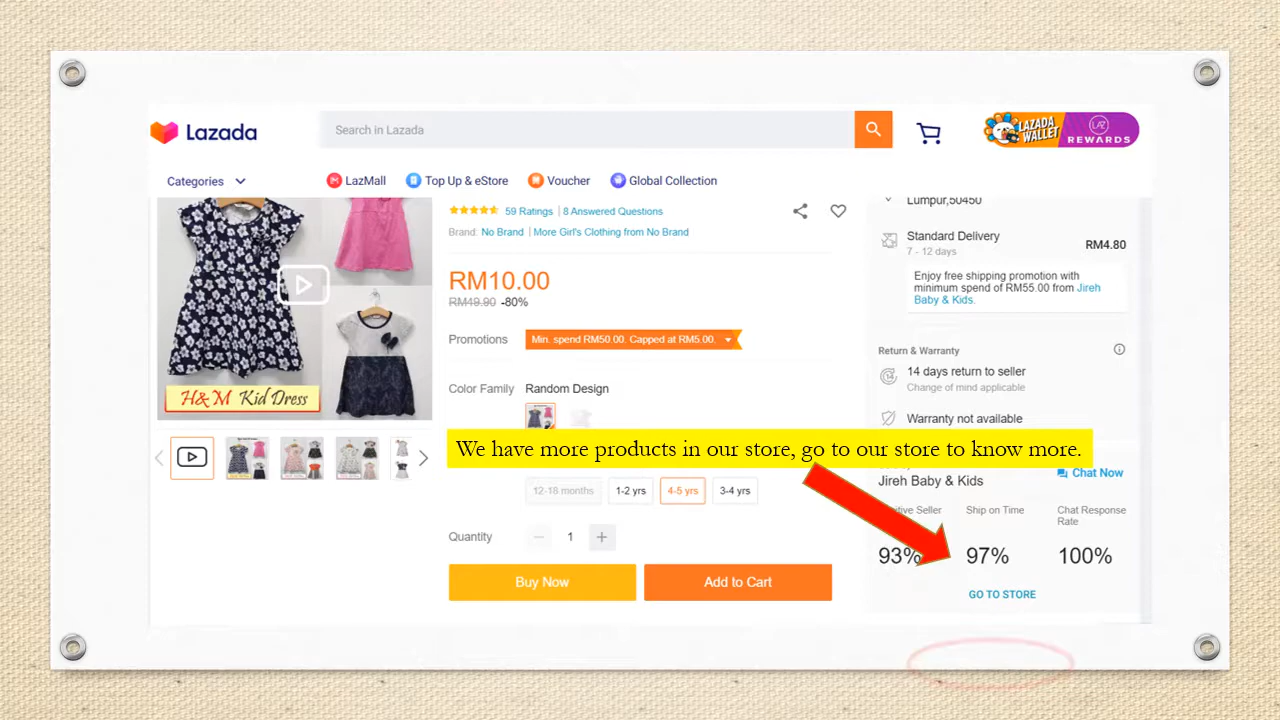 Lazada
Search in Lazada
LAZADA WALLET
LAZ
REWARDS
Categories
LazMall
Top Up & eStore
Voucher
Global Collection
59 Ratings
8 Answered Questions
Brand: No Brand
More Girl's Clothing from No Brand
RM10.00
RM49.90 -80%
Promotions
Min. spend RM50.00. Capped at RM5.00.
Color Family
Random Design
H&M Kid Dress
We have more products in our store, go to our store to know more.
12-18 months
1-2 yrs
4-5 yrs
3-4 yrs
Quantity
1
Buy Now
Add to Cart
Lumpur,50450
Standard Delivery
RM4.80
7 - 12 days
Enjoy free shipping promotion with
minimum spend of RM55.00 from Jireh
Baby & Kids.
Return & Warranty
14
14 days return to seller
Change of mind applicable
Warranty not available
Chat Now
Jireh Baby & Kids
Seller
Ship on Time
Chat Response
Rate
93%
97%
100%
GO TO STORE